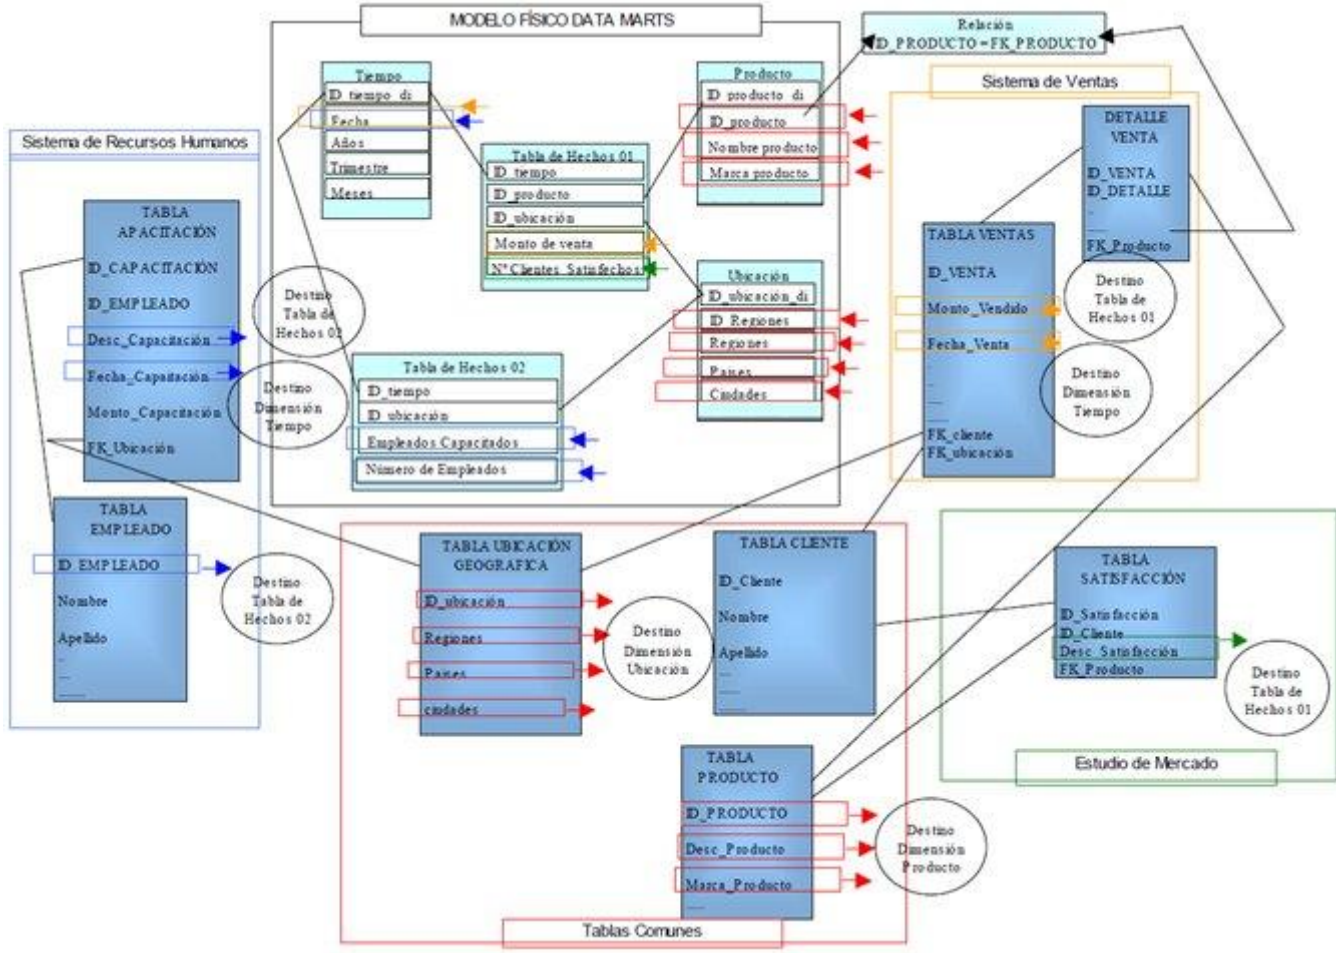 MODELO FÍSICO DATA MARTS
Relación
ID_PRODUCTO = FK_PRODUCTO
Tiempo
ID_tiempo_di
Fecha
Años
Trimestre
Meses
Producto
ID_producto_di
ID_producto
Nombre producto
Marca producto
Tabla de Hechos 01
ID_tiempo
ID_producto
ID_ubicación
Monto de venta
Nº Clientes_Satisfechos
Ubicación
ID_ubicación_di
ID_Regiones
Regiones
Paises
Ciudades
Tabla de Hechos 02
ID_tiempo
ID_ubicación
Empleados Capacitados
Número de Empleados
Sistema de Recursos Humanos
TABLA
APACITACIÓN
ID_CAPACITACIÓN
ID_EMPLEADO
Desc_Capacitación
Fecha_Capacitación
Monto_Capacitación
FK_Ubicación
Destino
Tabla de
Hechos 02
Destino
Dimensión
Tiempo
TABLA
EMPLEADO
ID_EMPLEADO
Nombre
Apellido
Destino
Tabla de
Hechos 02
Sistema de Ventas
DETALLE
VENTA
ID_VENTA
ID_DETALLE
FK_Producto
TABLA VENTAS
ID_VENTA
Monto_Vendido
Fecha_Venta
FK_cliente
FK_ubicación
Destino
Tabla de
Hechos 01
Destino
Dimensión
Tiempo
TABLA UBICACIÓN
GEOGRAFICA
ID_ubicación
Regiones
Paises
ciudades
Destino
Dimensión
Ubicación
TABLA CLIENTE
ID_Cliente
Nombre
Apellido
TABLA
PRODUCTO
ID_PRODUCTO
Desc_Producto
Marca_Producto
Destino
Dimensión
Producto
Tablas Comunes
TABLA
SATISFACCIÓN
ID_Satisfacción
ID_Cliente
Desc_Satisfacción
FK_Producto
Destino
Tabla de
Hechos 01
Estudio de Mercado